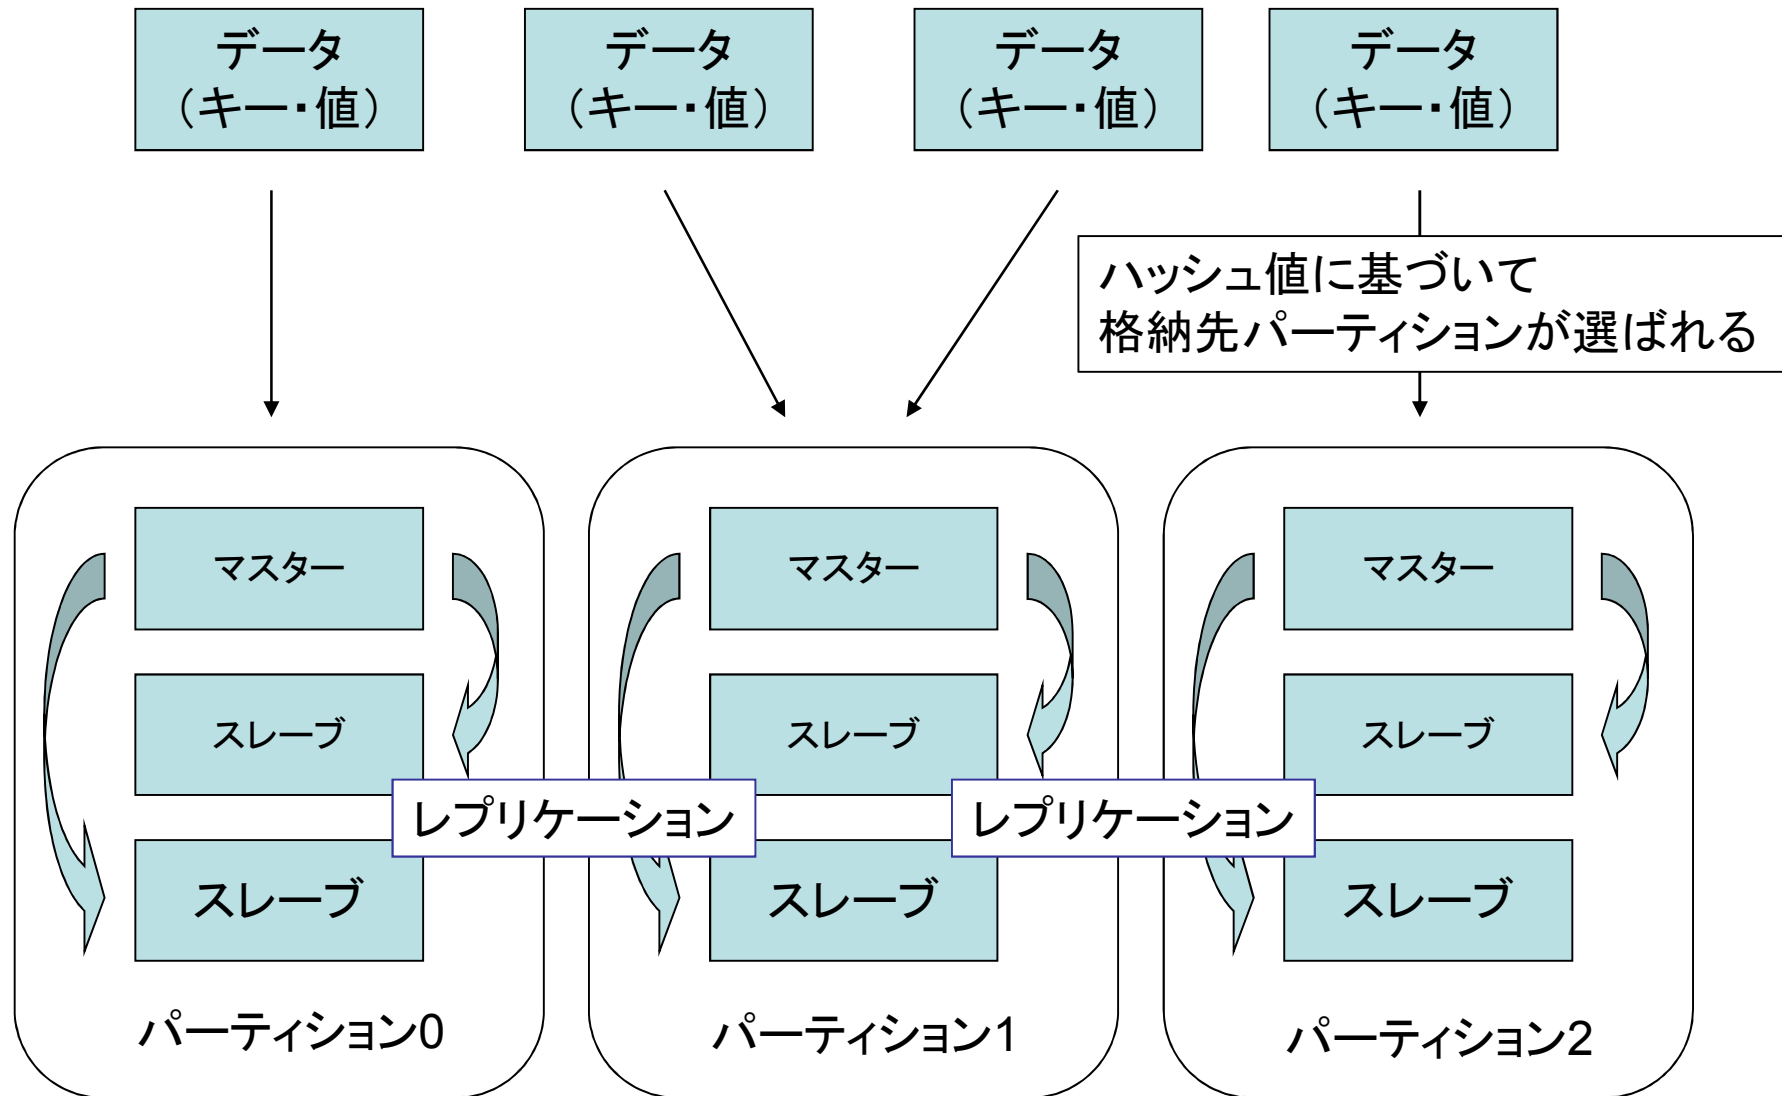 データ
（キー・値）
データ
（キー・値）
データ
（キー・値）
データ
（キー・値）
ハッシュ値に基づいて
格納先パーティションが選ばれる
マスター
マスター
マスター
スレーブ
スレーブ
スレーブ
レプリケーション
レプリケーション
スレーブ
スレーブ
スレーブ
パーティション0
パーティション1
パーティション2